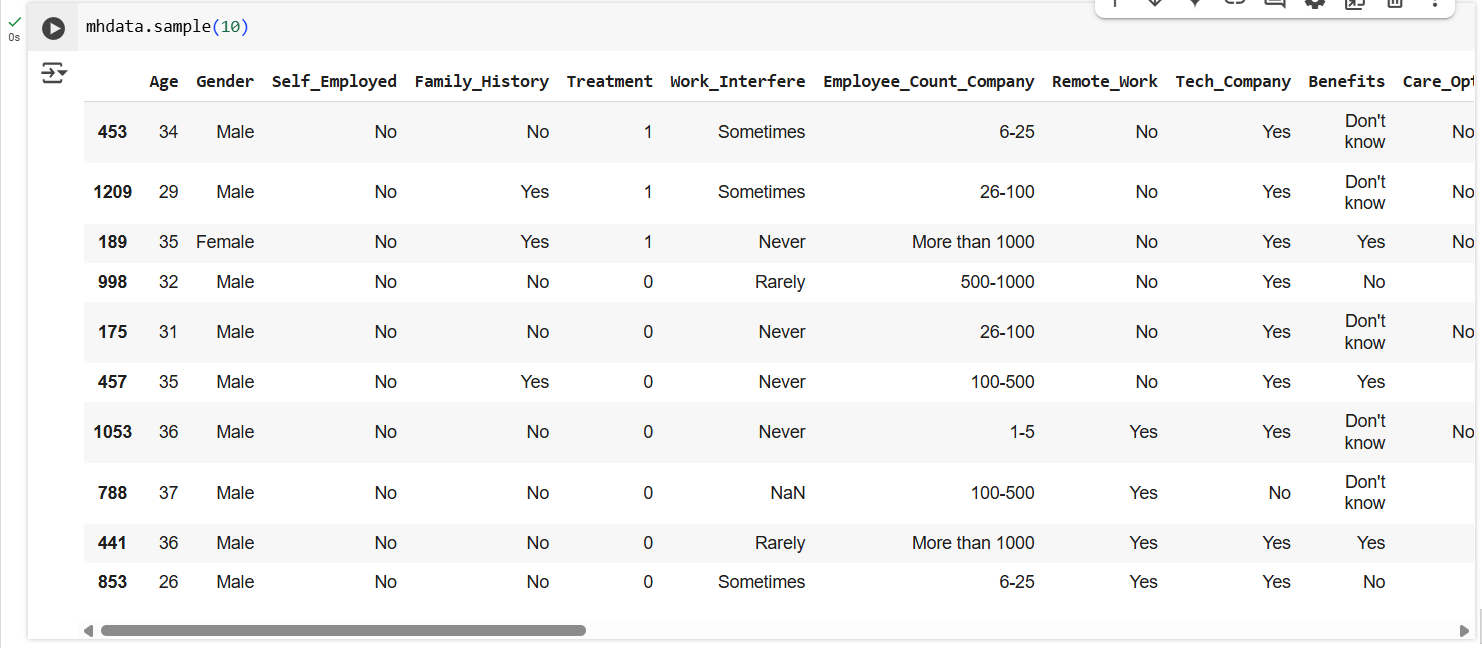 mhdata.sample(10)
0s
Age Gender Self_Employed Family_History Treatment Work_Interfere Employee_Count_Company Remote_Work Tech_Company Benefits Care_Opt
453 34 Male No No 1 Sometimes 6-25 No Yes Don't know No
1209 29 Male No Yes 1 Sometimes 26-100 No Yes Don't know No
189 35 Female No Yes 1 Never More than 1000 No Yes Yes No
998 32 Male No No 0 Rarely 500-1000 No Yes No
175 31 Male No No 0 Never 26-100 No Yes Don't know No
457 35 Male No Yes 0 Never 100-500 No Yes Yes
1053 36 Male No No 0 Never 1-5 Yes Yes Don't know No
788 37 Male No No 0 NaN 100-500 Yes No Don't know
441 36 Male No No 0 Rarely More than 1000 Yes Yes Yes
853 26 Male No No 0 Sometimes 6-25 Yes Yes No